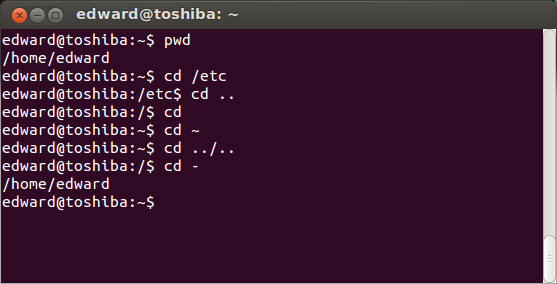 edward@toshiba: ~
edward@toshiba:~$ pwd
/home/edward
edward@toshiba:~$ cd /etc
edward@toshiba:/etc$ cd ..
edward@toshiba:/$ cd
edward@toshiba:~$ cd ~
edward@toshiba:~$ cd ../..
edward@toshiba:/$ cd -
/home/edward
edward@toshiba:~$